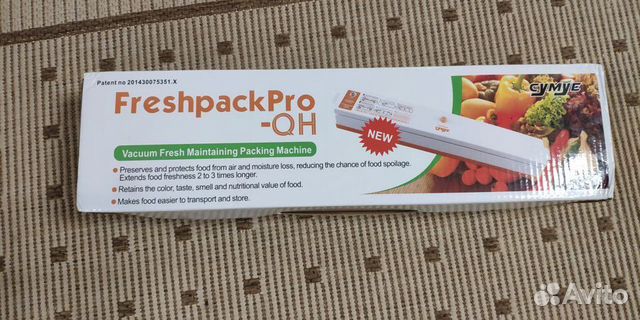 Patent no 201430075351.X
FreshpackPro
-QH
CYMYE
NEW
Vacuum Fresh Maintaining Packing Machine
• Preserves and protects food from air and moisture loss, reducing the chance of food spoilage.
Extends food freshness 2 to 3 times longer.
• Retains the color, taste, smell and nutritional value of food.
• Makes food easier to transport and store.
Avito